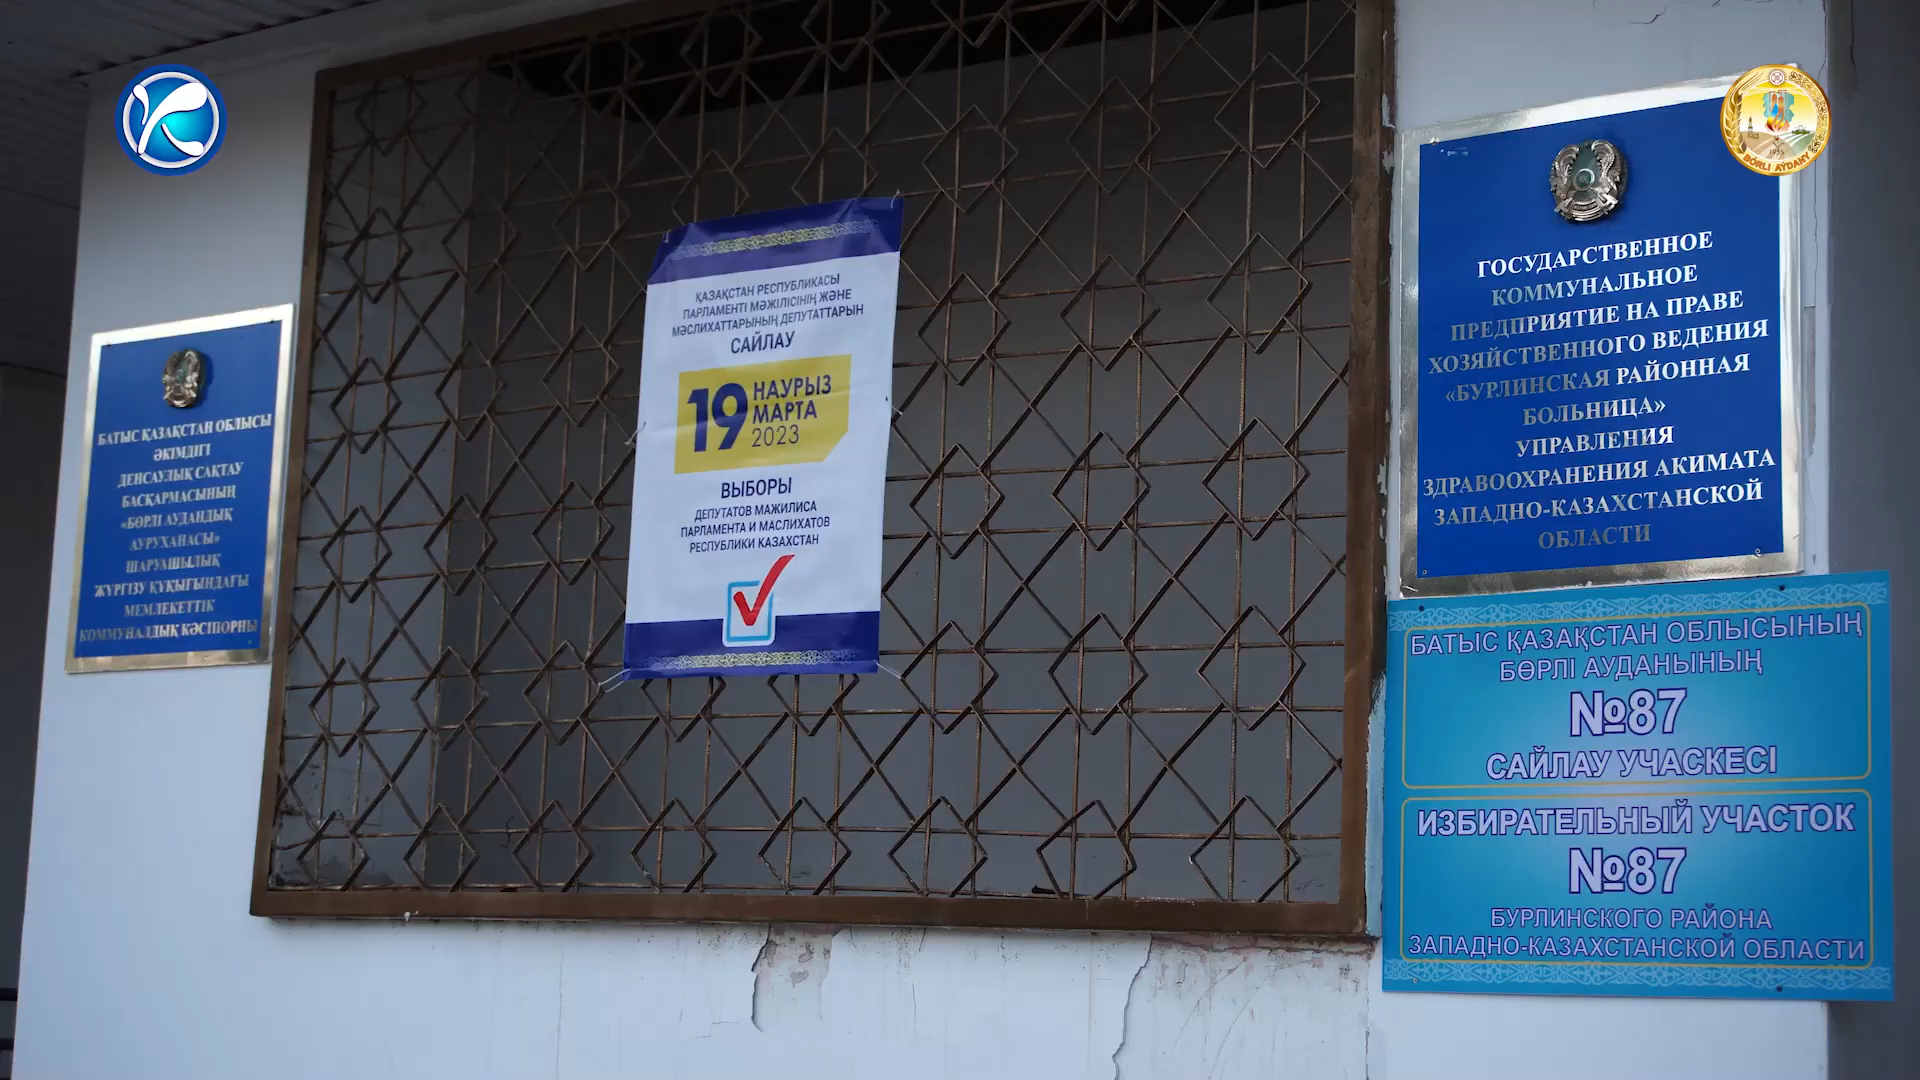 БАТЫС ҚАЗАҚСТАН ОБЛЫСЫ
ӘКІМДІГІ
ДЕНСАУЛЫҚ САҚТАУ
БАСҚАРМАСЫНЫҢ
«БӨРЛІ АУДАНДЫҚ
АУРУХАНАСЫ»
ШАРУАШЫЛЫҚ
ЖҮРГІЗУ ҚҰҚЫҒЫНДАҒЫ
МЕМЛЕКЕТТІК
КОММУНАЛДЫҚ КӘСІПОРНЫ
ҚАЗАҚСТАН РЕСПУБЛИКАСЫ
ПАРЛАМЕНТІ МӘЖІЛІСІНІҢ ЖӘНЕ
МӘСЛИХАТТАРЫНЫҢ ДЕПУТАТТАРЫН
САЙЛАУ
19 НАУРЫЗ
МАРТА
2023
ВЫБОРЫ
ДЕПУТАТОВ МАЖИЛИСА
ПАРЛАМЕНТА И МАСЛИХАТОВ
РЕСПУБЛИКИ КАЗАХСТАН
ГОСУДАРСТВЕННОЕ
КОММУНАЛЬНОЕ
ПРЕДПРИЯТИЕ НА ПРАВЕ
ХОЗЯЙСТВЕННОГО ВЕДЕНИЯ
«БУРЛИНСКАЯ РАЙОННАЯ
БОЛЬНИЦА»
УПРАВЛЕНИЯ
ЗДРАВООХРАНЕНИЯ АКИМАТА
ЗАПАДНО-КАЗАХСТАНСКОЙ
ОБЛАСТИ
БАТЫС ҚАЗАҚСТАН ОБЛЫСЫНЫҢ
БӨРЛІ АУДАНЫНЫҢ
№87
САЙЛАУ УЧАСКЕСІ
ИЗБИРАТЕЛЬНЫЙ УЧАСТОК
№87
БУРЛИНСКОГО РАЙОНА
ЗАПАДНО-КАЗАХСТАНСКОЙ ОБЛАСТИ
1935
BÓRLI AÝDANY